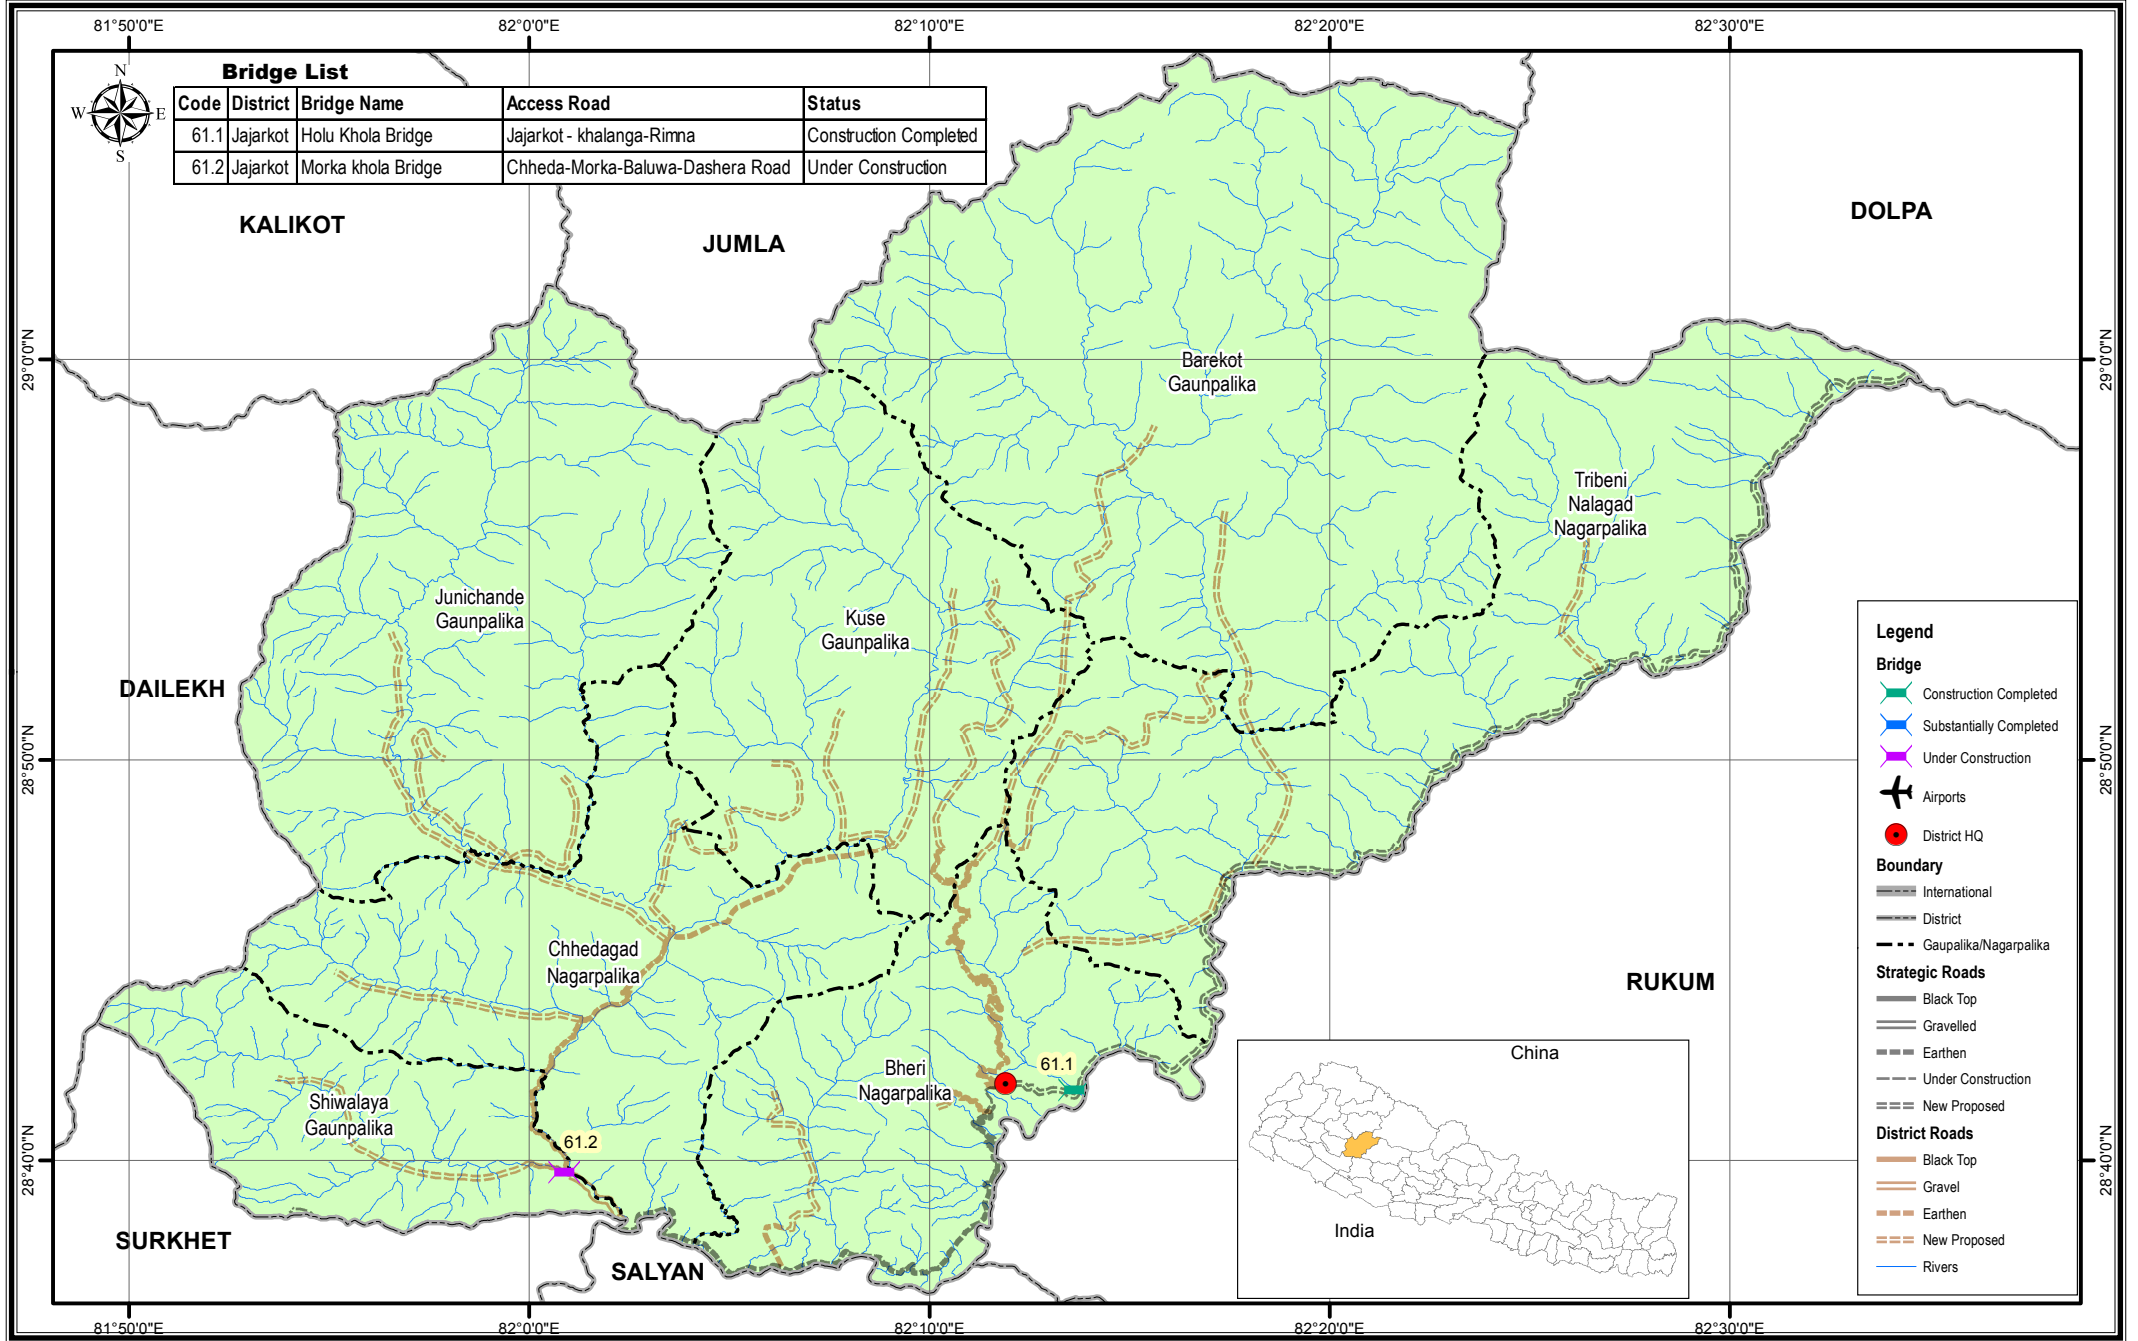 81°50'0"E 82°0'0"E 82°10'0"E 82°20'0"E 82°30'0"E
N
W E
S
Bridge List
Code District Bridge Name Access Road Status
61.1 Jajarkot Holu Khola Bridge Jajarkot - khalanga-Rimna Construction Completed
61.2 Jajarkot Morka khola Bridge Chheda-Morka-Baluwa-Dashera Road Under Construction
KALIKOT
JUMLA
DOLPA
29°0'0"N
29°0'0"N
Barekot
Gaunpalika
Tribeni
Nalagad
Nagarpalika
Junichande
Gaunpalika
Kuse
Gaunpalika
DAILEKH
28°50'0"N
28°50'0"N
Chhedagad
Nagarpalika
RUKUM
Bheri
Nagarpalika
61.1
Shiwalaya
Gaunpalika
61.2
28°40'0"N
28°40'0"N
SURKHET
SALYAN
China
India
Legend
Bridge
Construction Completed
Substantially Completed
Under Construction
Airports
District HQ
Boundary
International
District
Gaupalika/Nagarpalika
Strategic Roads
Black Top
Gravelled
Earthen
Under Construction
New Proposed
District Roads
Black Top
Gravel
Earthen
New Proposed
Rivers
81°50'0"E 82°0'0"E 82°10'0"E 82°20'0"E 82°30'0"E